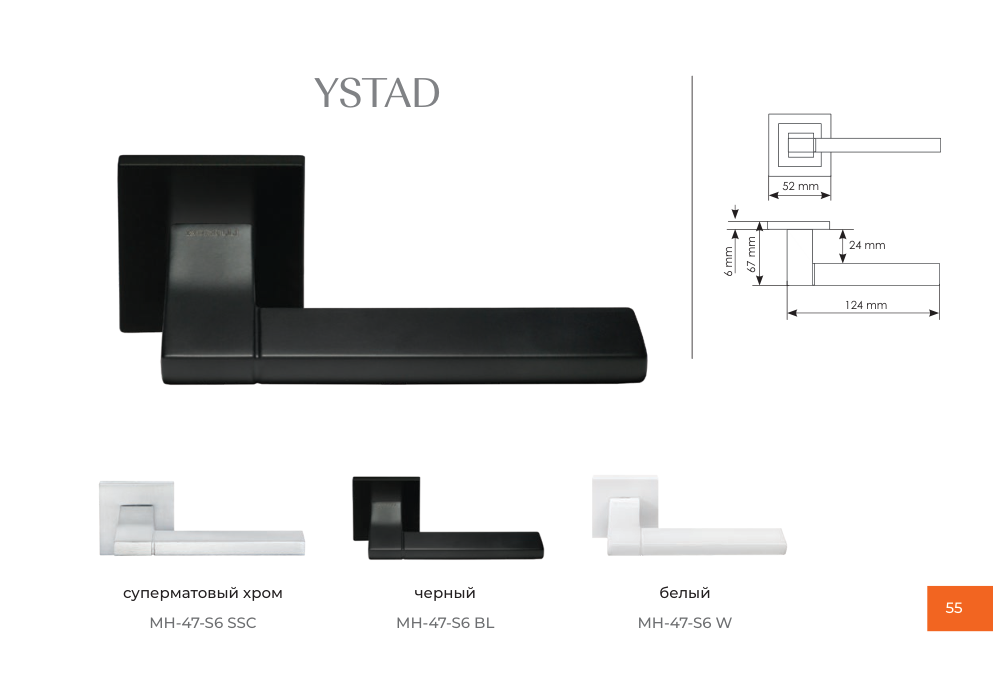 YSTAD
52 mm
6 mm
67 mm
24 mm
124 mm
суперматовый хром
черный
белый
MH-47-S6 SSC
MH-47-S6 BL
MH-47-S6 W
55